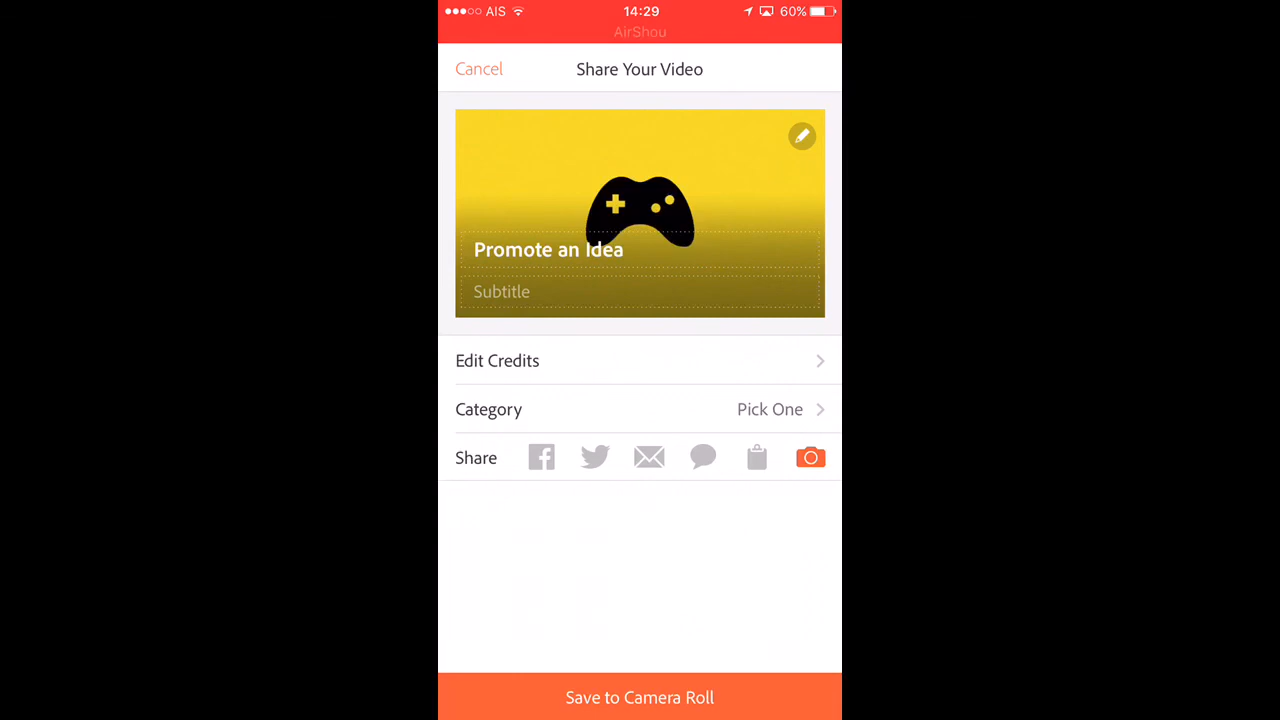 AIS 14:29 60%
AirShou
Cancel Share Your Video
Promote an Idea
Subtitle
Edit Credits
Category Pick One
Share
Save to Camera Roll